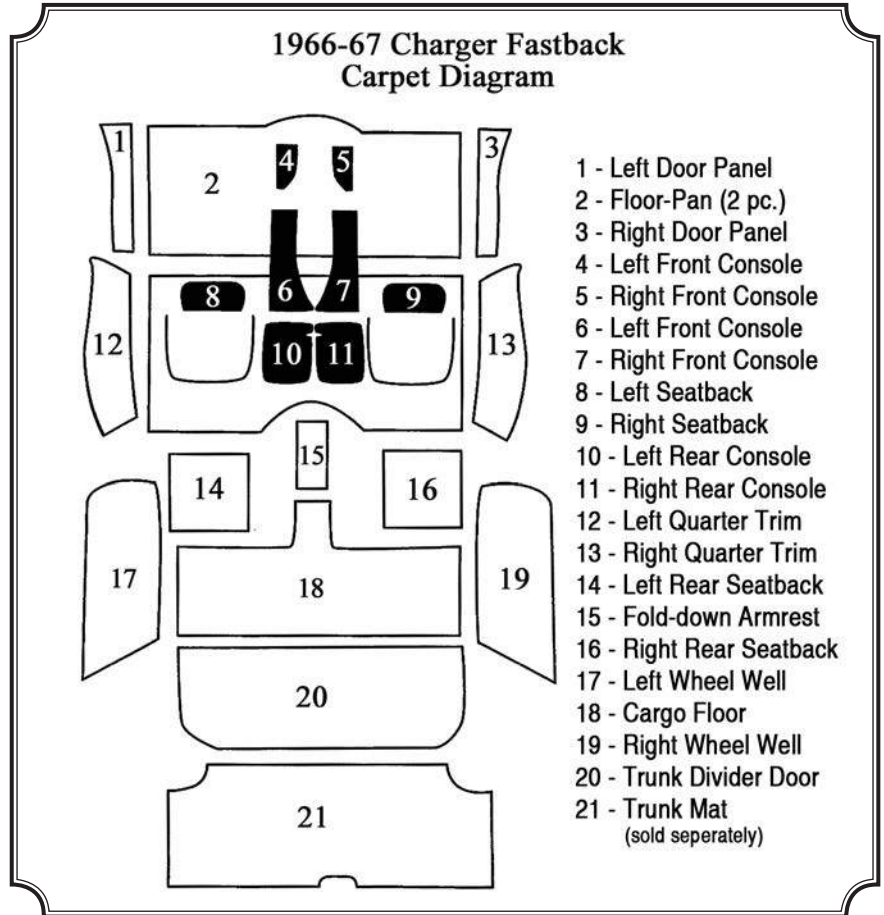 1966-67 Charger Fastback
Carpet Diagram
1
2
3
4
5
6
7
8
9
10
11
12
13
14
15
16
17
18
19
20
21
1 - Left Door Panel
2 - Floor-Pan (2 pc.)
3 - Right Door Panel
4 - Left Front Console
5 - Right Front Console
6 - Left Front Console
7 - Right Front Console
8 - Left Seatback
9 - Right Seatback
10 - Left Rear Console
11 - Right Rear Console
12 - Left Quarter Trim
13 - Right Quarter Trim
14 - Left Rear Seatback
15 - Fold-down Armrest
16 - Right Rear Seatback
17 - Left Wheel Well
18 - Cargo Floor
19 - Right Wheel Well
20 - Trunk Divider Door
21 - Trunk Mat
(sold seperately)